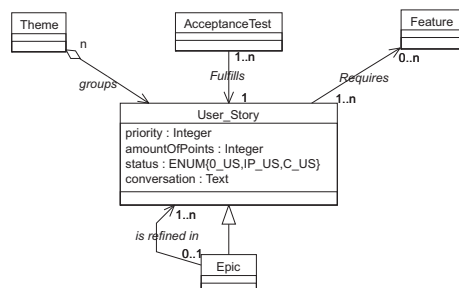 Theme
AcceptanceTest
Feature
n
1..n
0..n
groups
Fulfills
Requires
1
1..n
User_Story
priority : Integer
amountOfPoints : Integer
status : ENUM{0_US,IP_US,C_US}
conversation : Text
1..n
is refined in
0..1
Epic